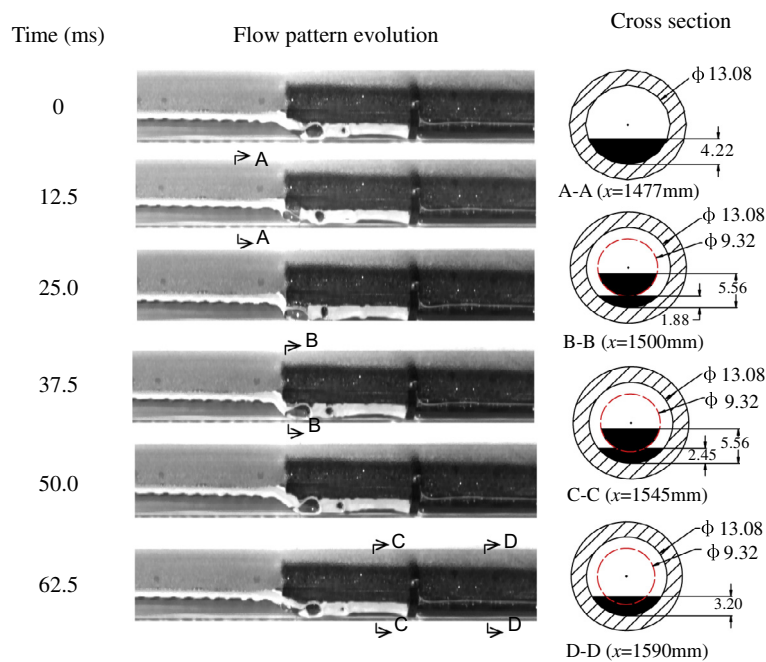 Time (ms)
Flow pattern evolution
Cross section
0
12.5
25.0
37.5
50.0
62.5
A
A
B
B
C
D
C
D
ϕ 13.08
4.22
A-A (x=1477mm)
ϕ 13.08
ϕ 9.32
5.56
1.88
B-B (x=1500mm)
ϕ 13.08
ϕ 9.32
5.56
2.45
C-C (x=1545mm)
ϕ 13.08
ϕ 9.32
3.20
D-D (x=1590mm)